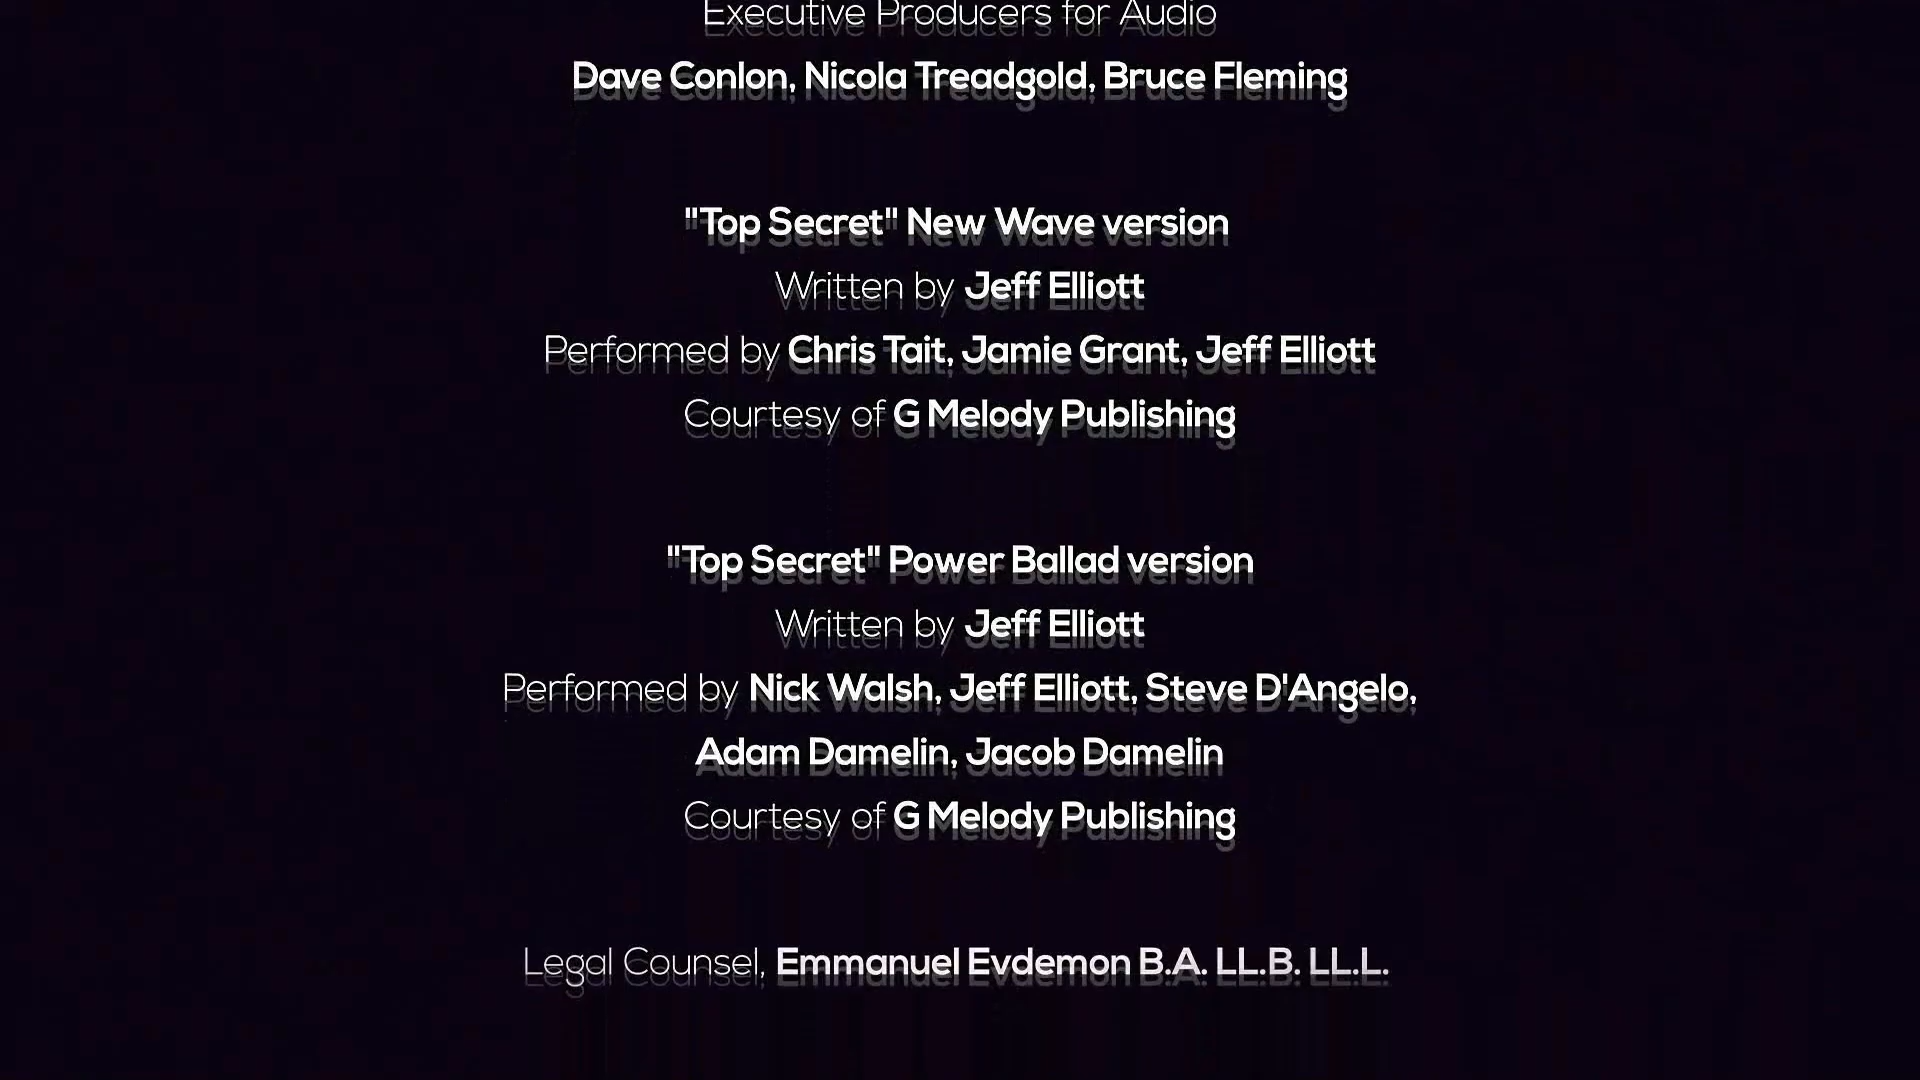 Executive Producers for Audio
Dave Conlon, Nicola Treadgold, Bruce Fleming
"Top Secret" New Wave version
Written by Jeff Elliott
Performed by Chris Tait, Jamie Grant, Jeff Elliott
Courtesy of G Melody Publishing
"Top Secret" Power Ballad version
Written by Jeff Elliott
Performed by Nick Walsh, Jeff Elliott, Steve D'Angelo,
Adam Damelin, Jacob Damelin
Courtesy of G Melody Publishing
Legal Counsel, Emmanuel Evdemon B.A. LL.B. LL.L.